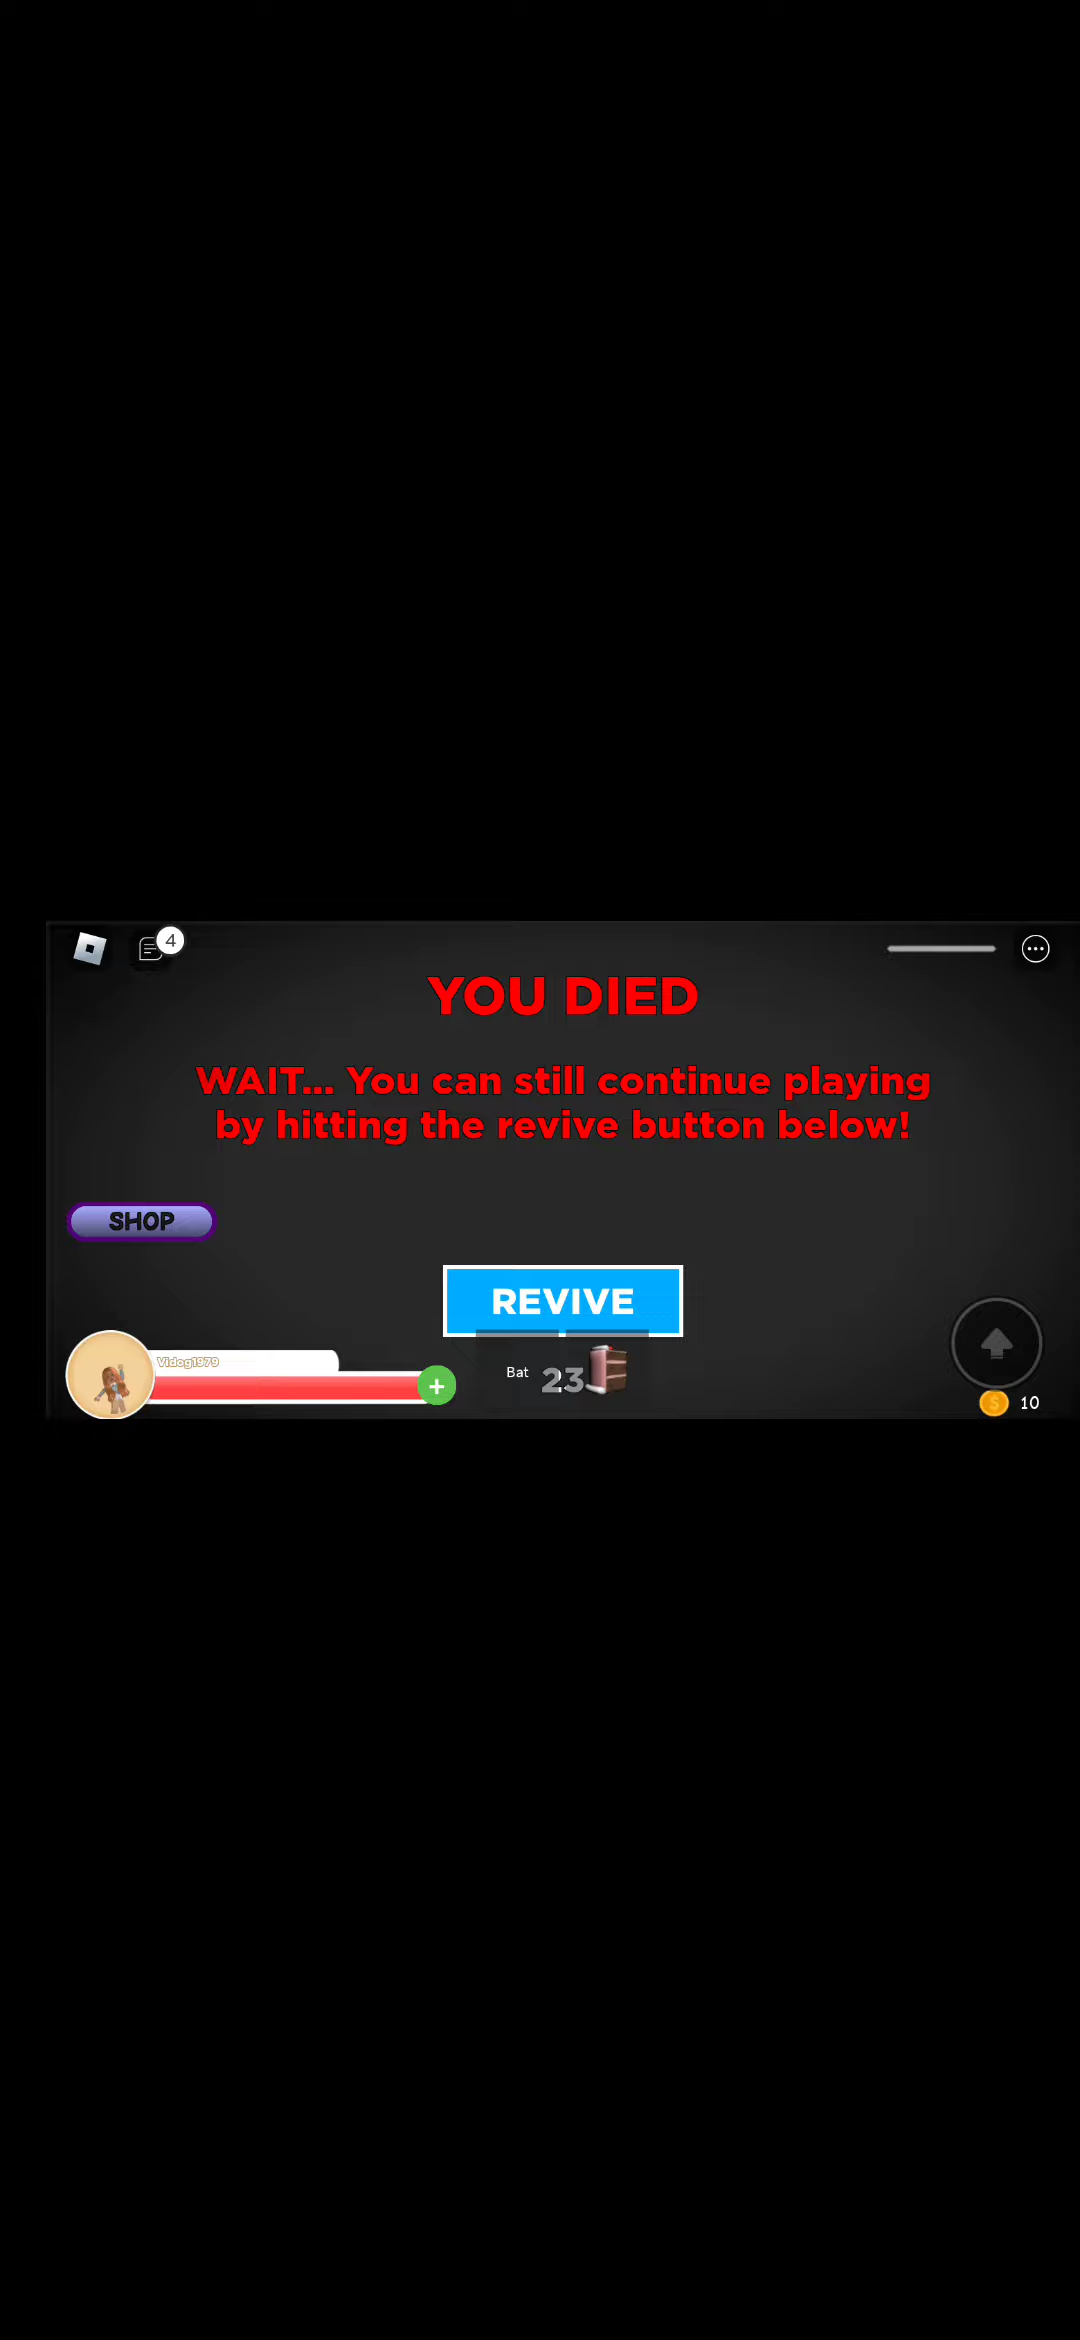 4
YOU DIED
WAIT... You can still continue playing
by hitting the revive button below!
SHOP
REVIVE
Vidog1979
+
Bat
23
10